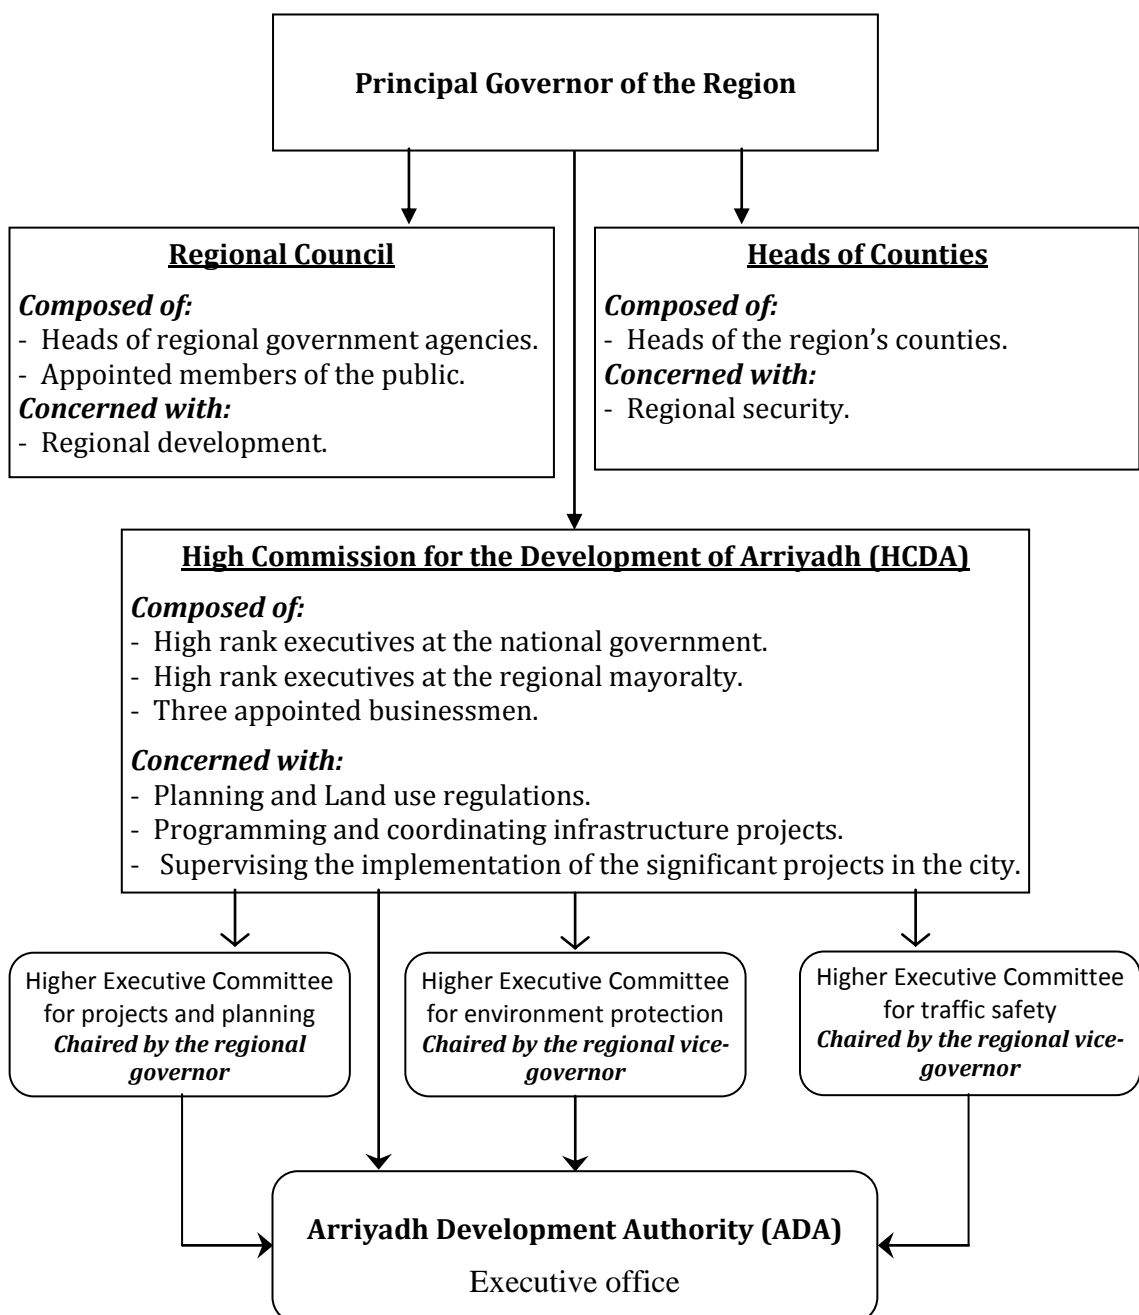 Principal Governor of the Region
Regional Council
Composed of:
- Heads of regional government agencies.
- Appointed members of the public.
Concerned with:
- Regional development.
Heads of Counties
Composed of:
- Heads of the region’s counties.
Concerned with:
- Regional security.
High Commission for the Development of Arriyadh (HCDA)
Composed of:
- High rank executives at the national government.
- High rank executives at the regional mayoralty.
- Three appointed businessmen.
Concerned with:
- Planning and Land use regulations.
- Programming and coordinating infrastructure projects.
- Supervising the implementation of the significant projects in the city.
Higher Executive Committee
for projects and planning
Chaired by the regional
governor
Higher Executive Committee
for environment protection
Chaired by the regional vice-
governor
Higher Executive Committee
for traffic safety
Chaired by the regional vice-
governor
Arriyadh Development Authority (ADA)
Executive office